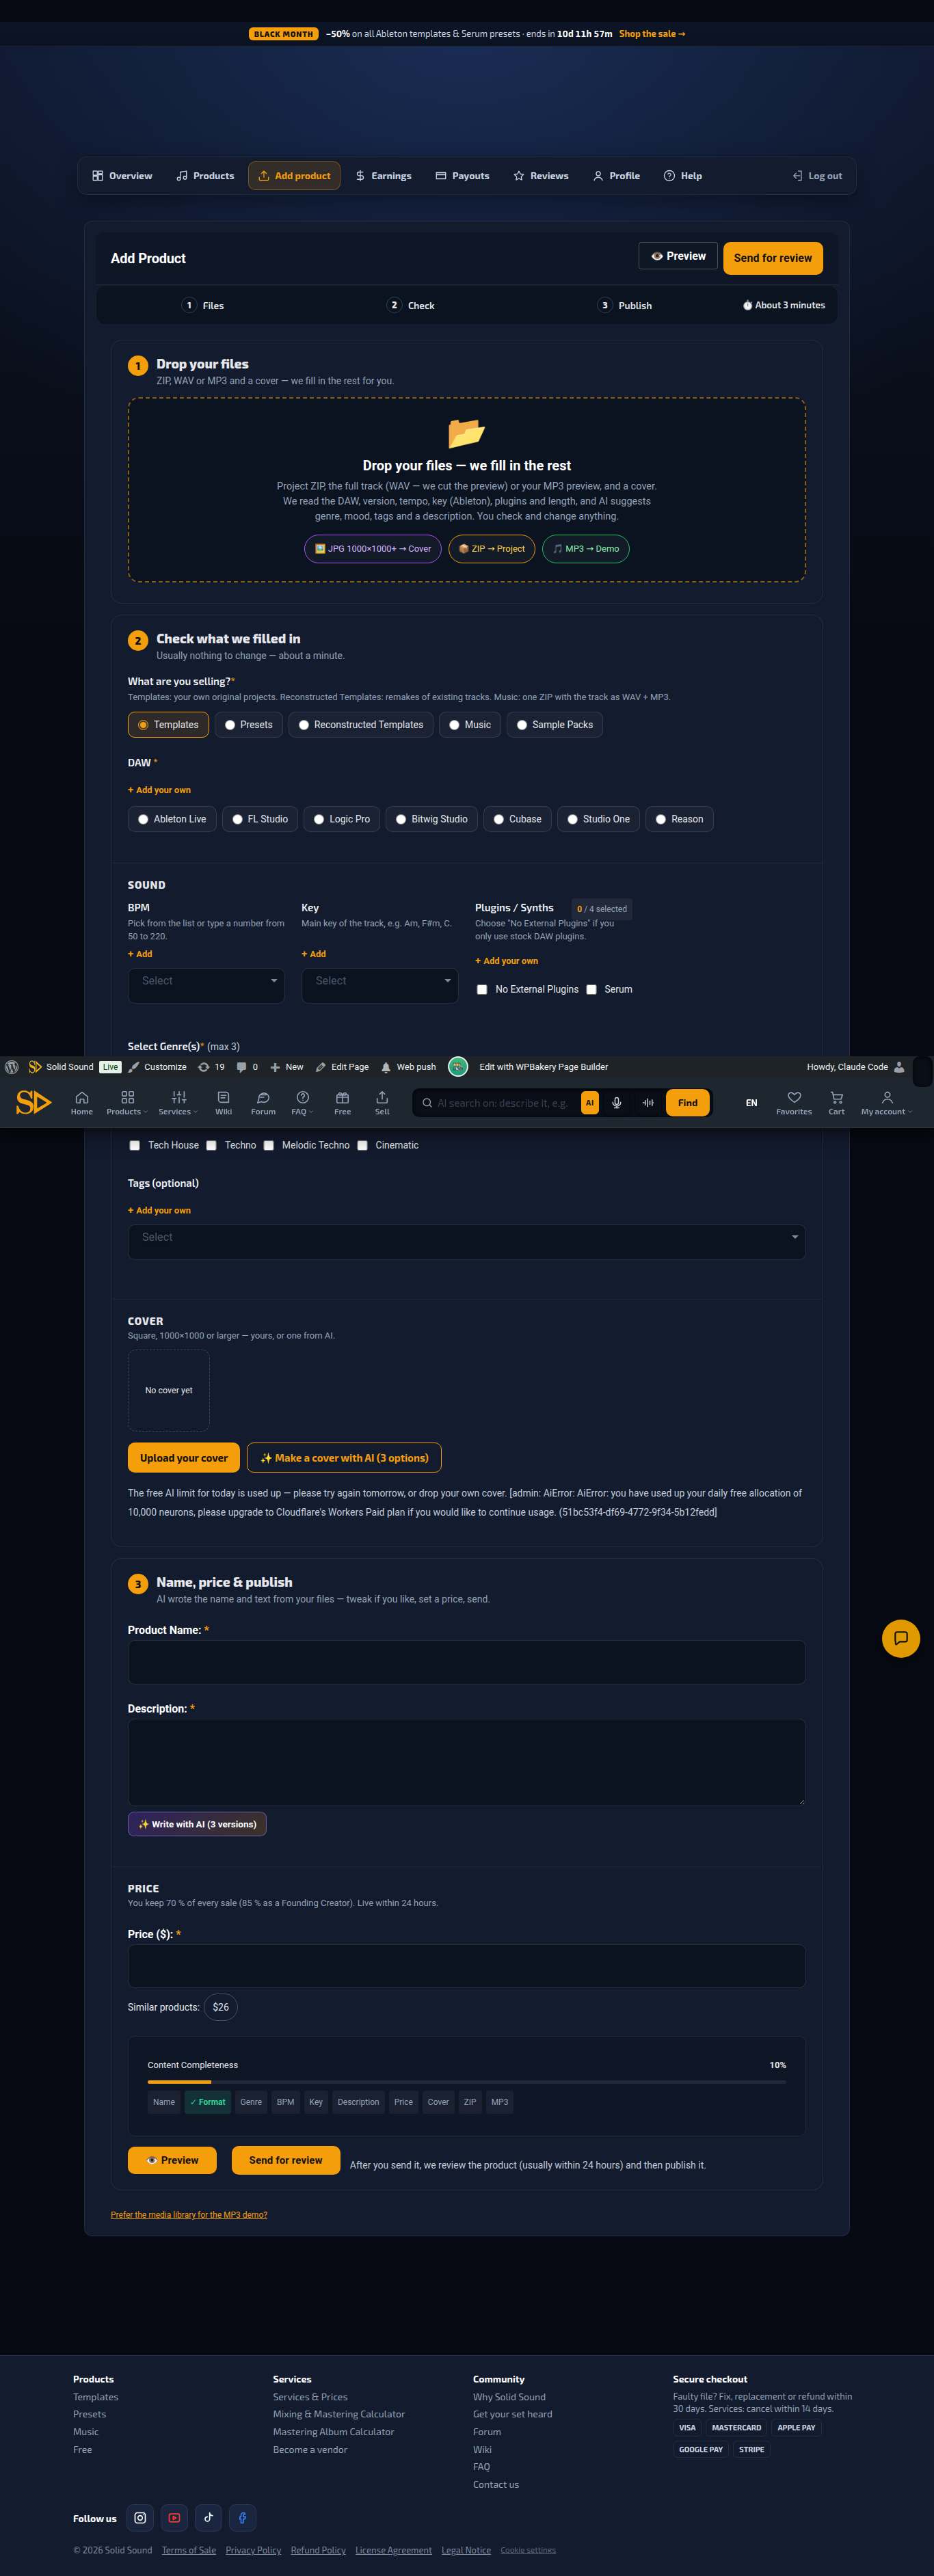 BLACK MONTH −50% on all Ableton templates & Serum presets · ends in 10d 11h 57m Shop the sale →
Overview Products Add product Earnings Payouts Reviews Profile Help Log out
Add Product
Preview Send for review
1 Files 2 Check 3 Publish About 3 minutes
1 Drop your files
ZIP, WAV or MP3 and a cover — we fill in the rest for you.
Drop your files — we fill in the rest
Project ZIP, the full track (WAV — we cut the preview) or your MP3 preview, and a cover.
We read the DAW, version, tempo, key (Ableton), plugins and length, and AI suggests
genre, mood, tags and a description. You check and change anything.
JPG 1000×1000+ → Cover ZIP → Project MP3 → Demo
2 Check what we filled in
Usually nothing to change — about a minute.
What are you selling?*
Templates: your own original projects. Reconstructed Templates: remakes of existing tracks. Music: one ZIP with the track as WAV + MP3.
Templates Presets Reconstructed Templates Music Sample Packs
DAW *
+ Add your own
Ableton Live FL Studio Logic Pro Bitwig Studio Cubase Studio One Reason
SOUND
BPM
Pick from the list or type a number from
50 to 220.
+ Add
Select
Key
Main key of the track, e.g. Am, F#m, C.
+ Add
Select
Plugins / Synths 0 / 4 selected
Choose "No External Plugins" if you
only use stock DAW plugins.
+ Add your own
No External Plugins Serum
Select Genre(s)* (max 3)
Solid Sound Live Customize 19 0 New Edit Page Web push Edit with WPBakery Page Builder Howdy, Claude Code
Home Products Services Wiki Forum FAQ Free Sell AI search on: describe it, e.g. AI Find EN Favorites Cart My account
Tech House Techno Melodic Techno Cinematic
Tags (optional)
+ Add your own
Select
COVER
Square, 1000×1000 or larger — yours, or one from AI.
No cover yet
Upload your cover Make a cover with AI (3 options)
The free AI limit for today is used up — please try again tomorrow, or drop your own cover. [admin: AiError: AiError: you have used up your daily free allocation of
10,000 neurons, please upgrade to Cloudflare's Workers Paid plan if you would like to continue usage. (51bc53f4-df69-4772-9f34-5b12fedd]
3 Name, price & publish
AI wrote the name and text from your files — tweak if you like, set a price, send.
Product Name: *
Description: *
Write with AI (3 versions)
PRICE
You keep 70 % of every sale (85 % as a Founding Creator). Live within 24 hours.
Price ($): *
Similar products: $26
Content Completeness 10%
Name ✓ Format Genre BPM Key Description Price Cover ZIP MP3
Preview Send for review After you send it, we review the product (usually within 24 hours) and then publish it.
Prefer the media library for the MP3 demo?
Products
Templates
Presets
Music
Free
Services
Services & Prices
Mixing & Mastering Calculator
Mastering Album Calculator
Become a vendor
Community
Why Solid Sound
Get your set heard
Forum
Wiki
FAQ
Contact us
Secure checkout
Faulty file? Fix, replacement or refund within
30 days. Services: cancel within 14 days.
VISA MASTERCARD APPLE PAY
GOOGLE PAY STRIPE
Follow us
© 2026 Solid Sound Terms of Sale Privacy Policy Refund Policy License Agreement Legal Notice Cookie settings